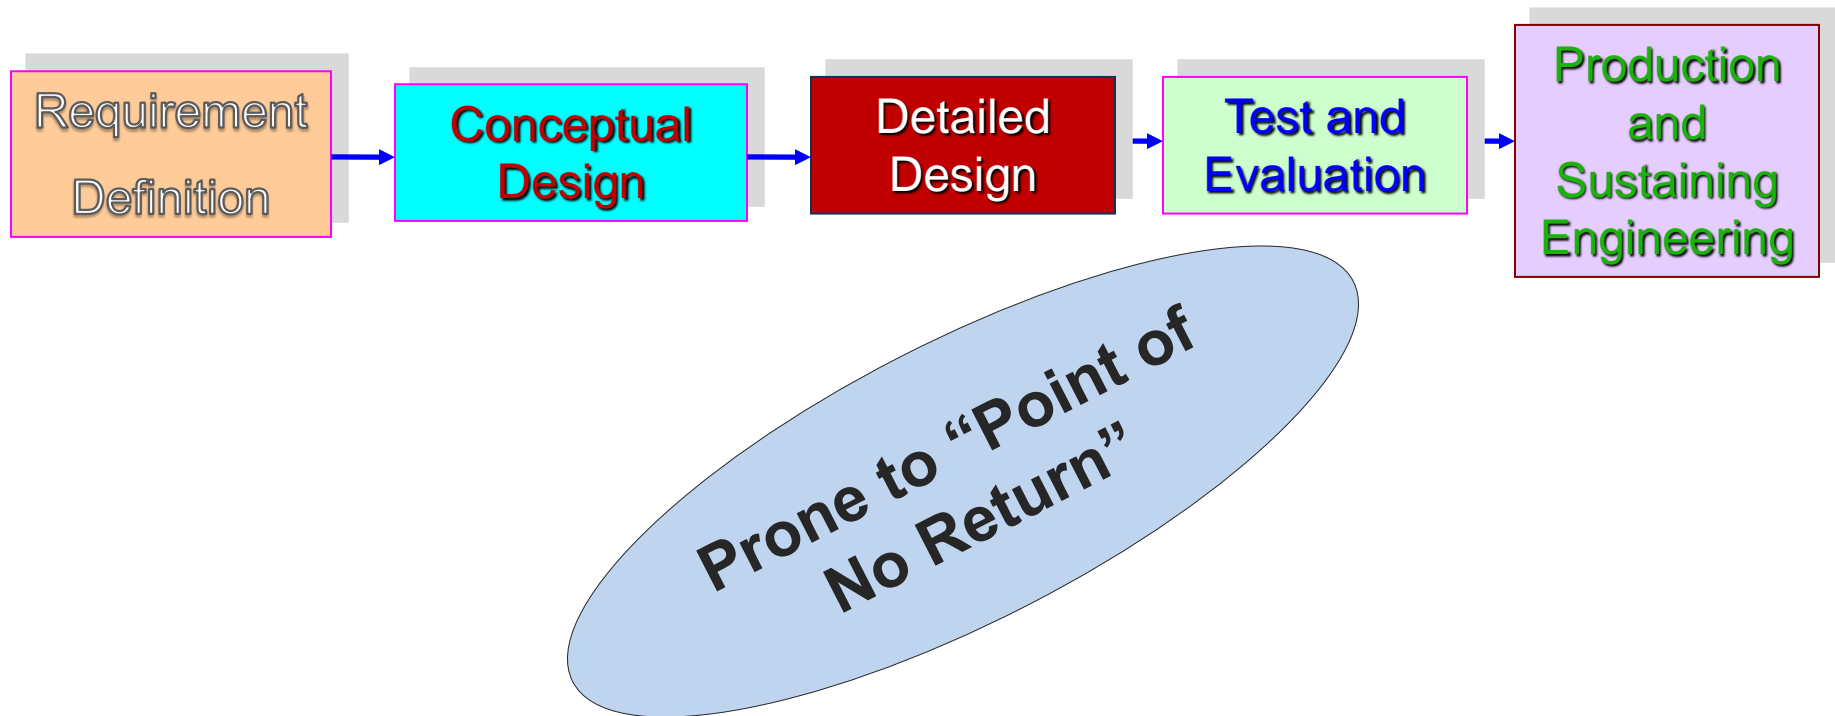 Requirement
Definition
Conceptual
Design
Detailed
Design
Test and
Evaluation
Production
and
Sustaining
Engineering
Prone to “Point of
No Return”